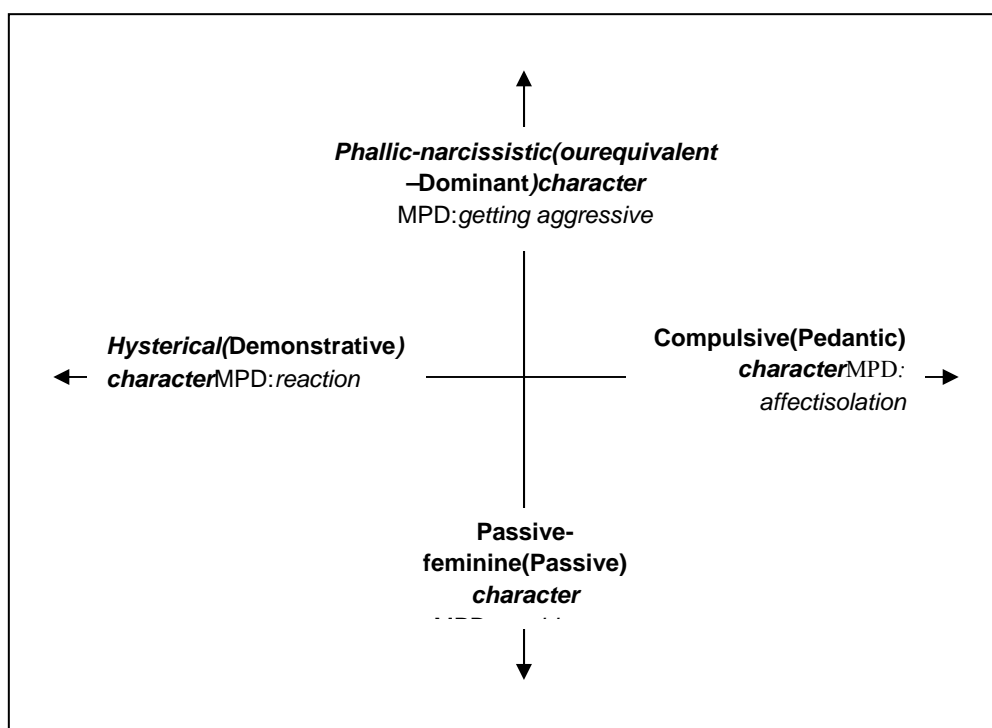 Phallic-narcissistic(ourequivalent
–Dominant)character
MPD:getting aggressive
Hysterical(Demonstrative)
characterMPD:reaction
Compulsive(Pedantic)
characterMPD:
affectisolation
Passive-
feminine(Passive)
character